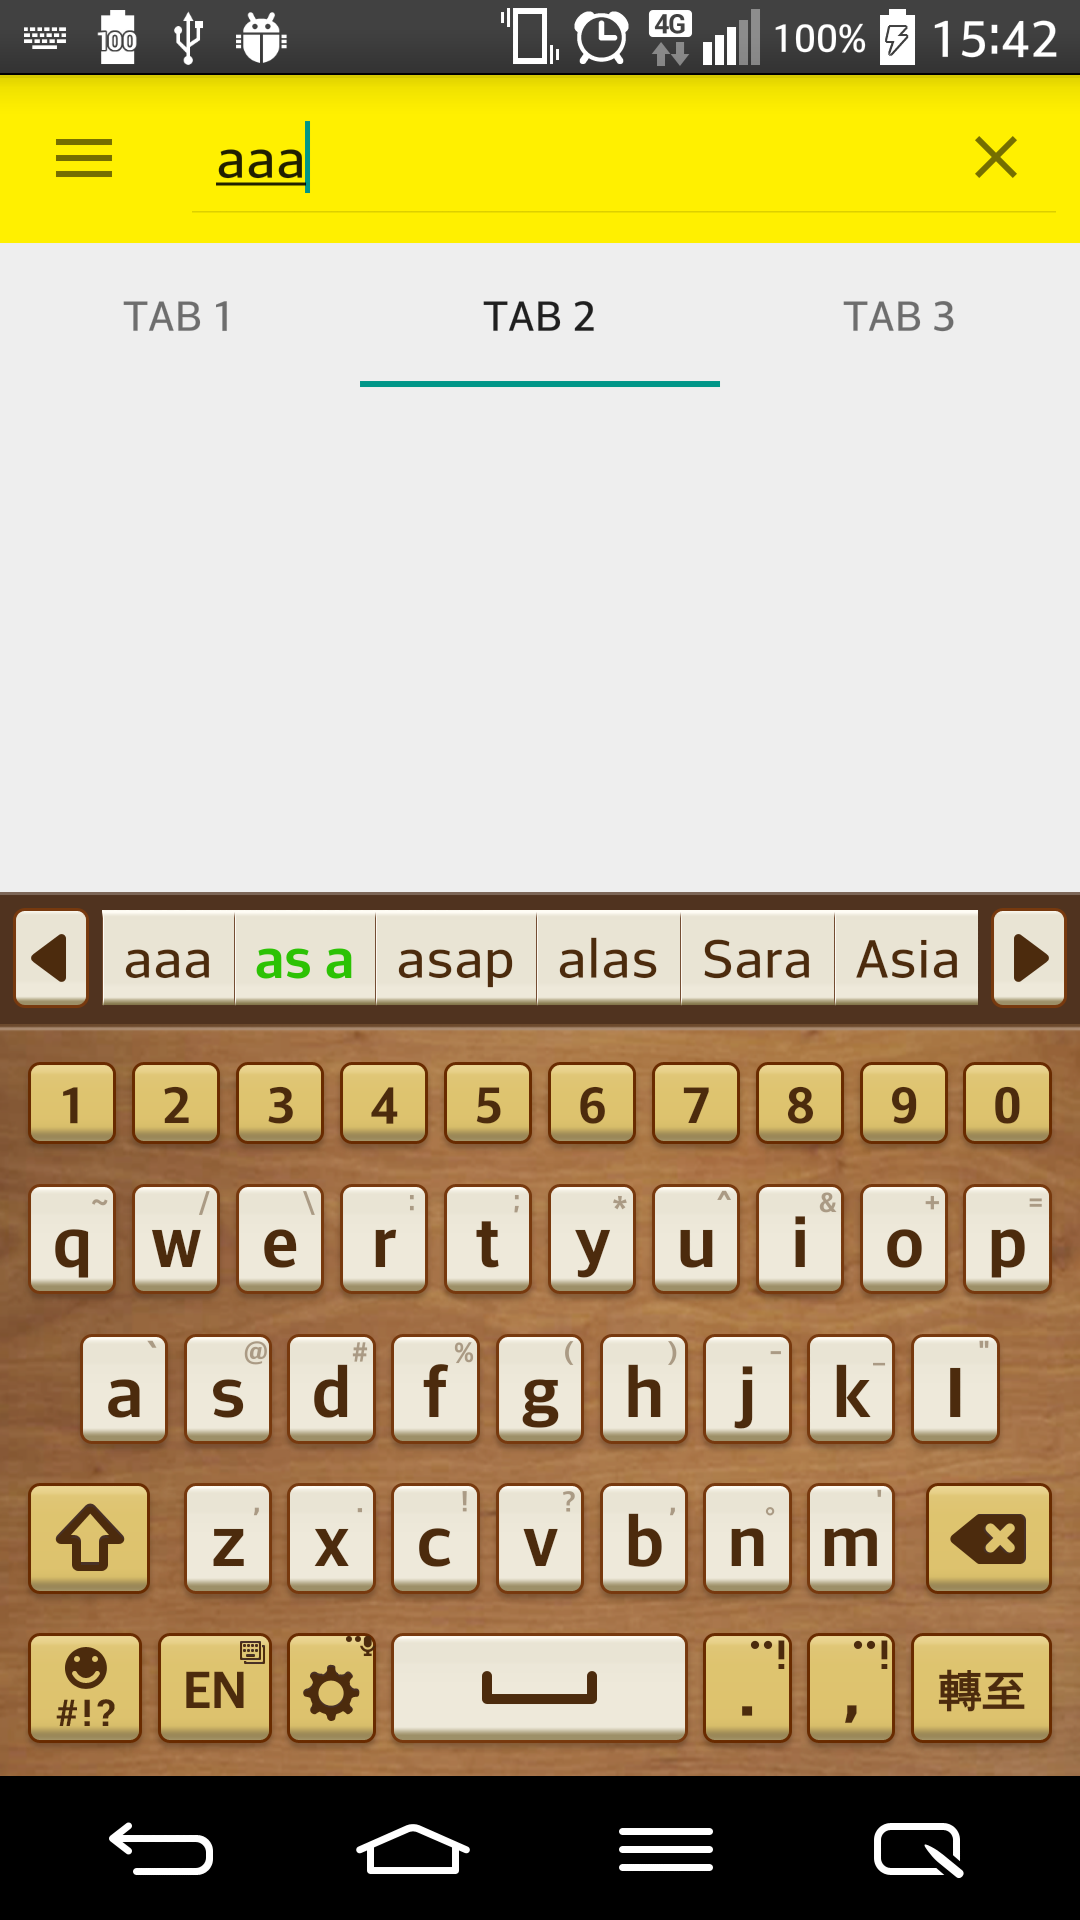 100 4G 100% 15:42
aaa
TAB 1 TAB 2 TAB 3
aaa as a asap alas Sara Asia
1 2 3 4 5 6 7 8 9 0
~ / \ : ; * ^ & + =
q w e r t y u i o p
` @ # % ( ) - _ "
a s d f g h j k l
, . ! ? , ° '
z x c v b n m
#!? EN . , 轉至